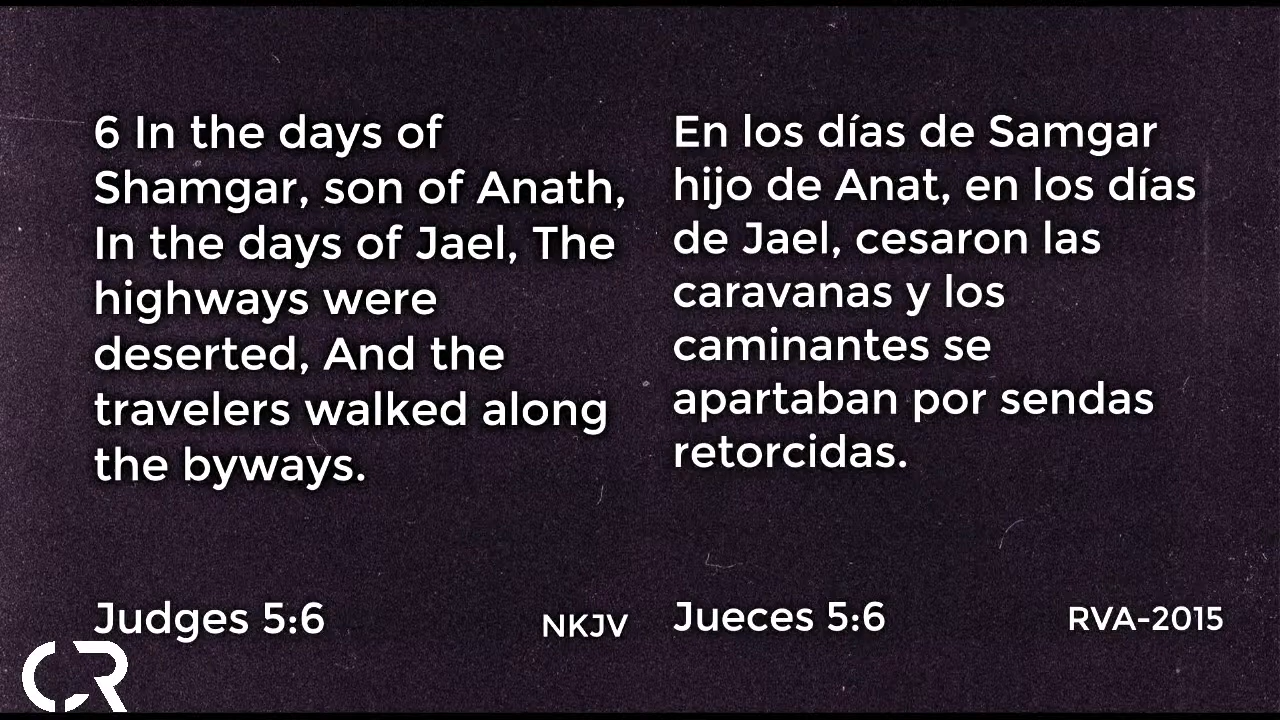 6 In the days of
Shamgar, son of Anath,
In the days of Jael, The
highways were
deserted, And the
travelers walked along
the byways.
Judges 5:6
NKJV
En los días de Samgar
hijo de Anat, en los días
de Jael, cesaron las
caravanas y los
caminantes se
apartaban por sendas
retorcidas.
Jueces 5:6
RVA-2015
CR